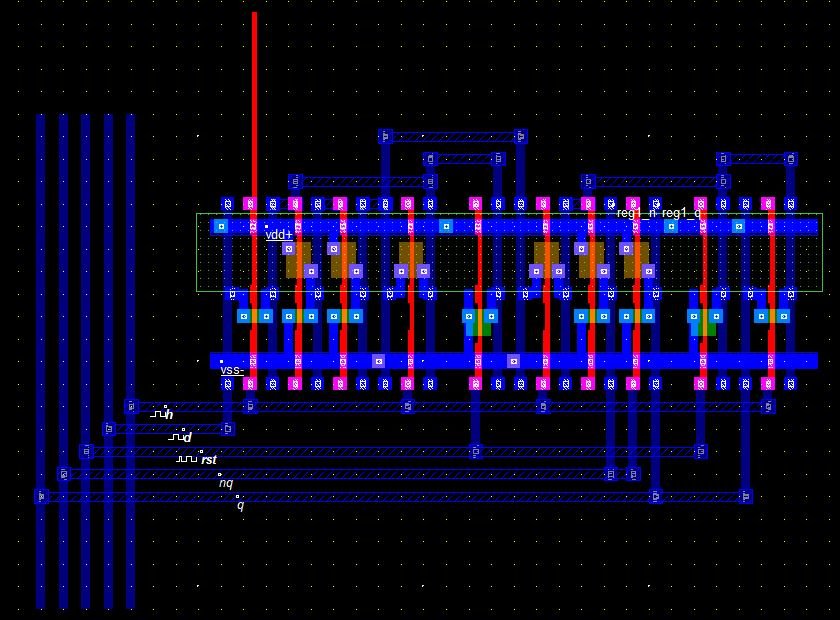 reg1_n reg1_q
vdd+
vss-
h
d
rst
nq
q